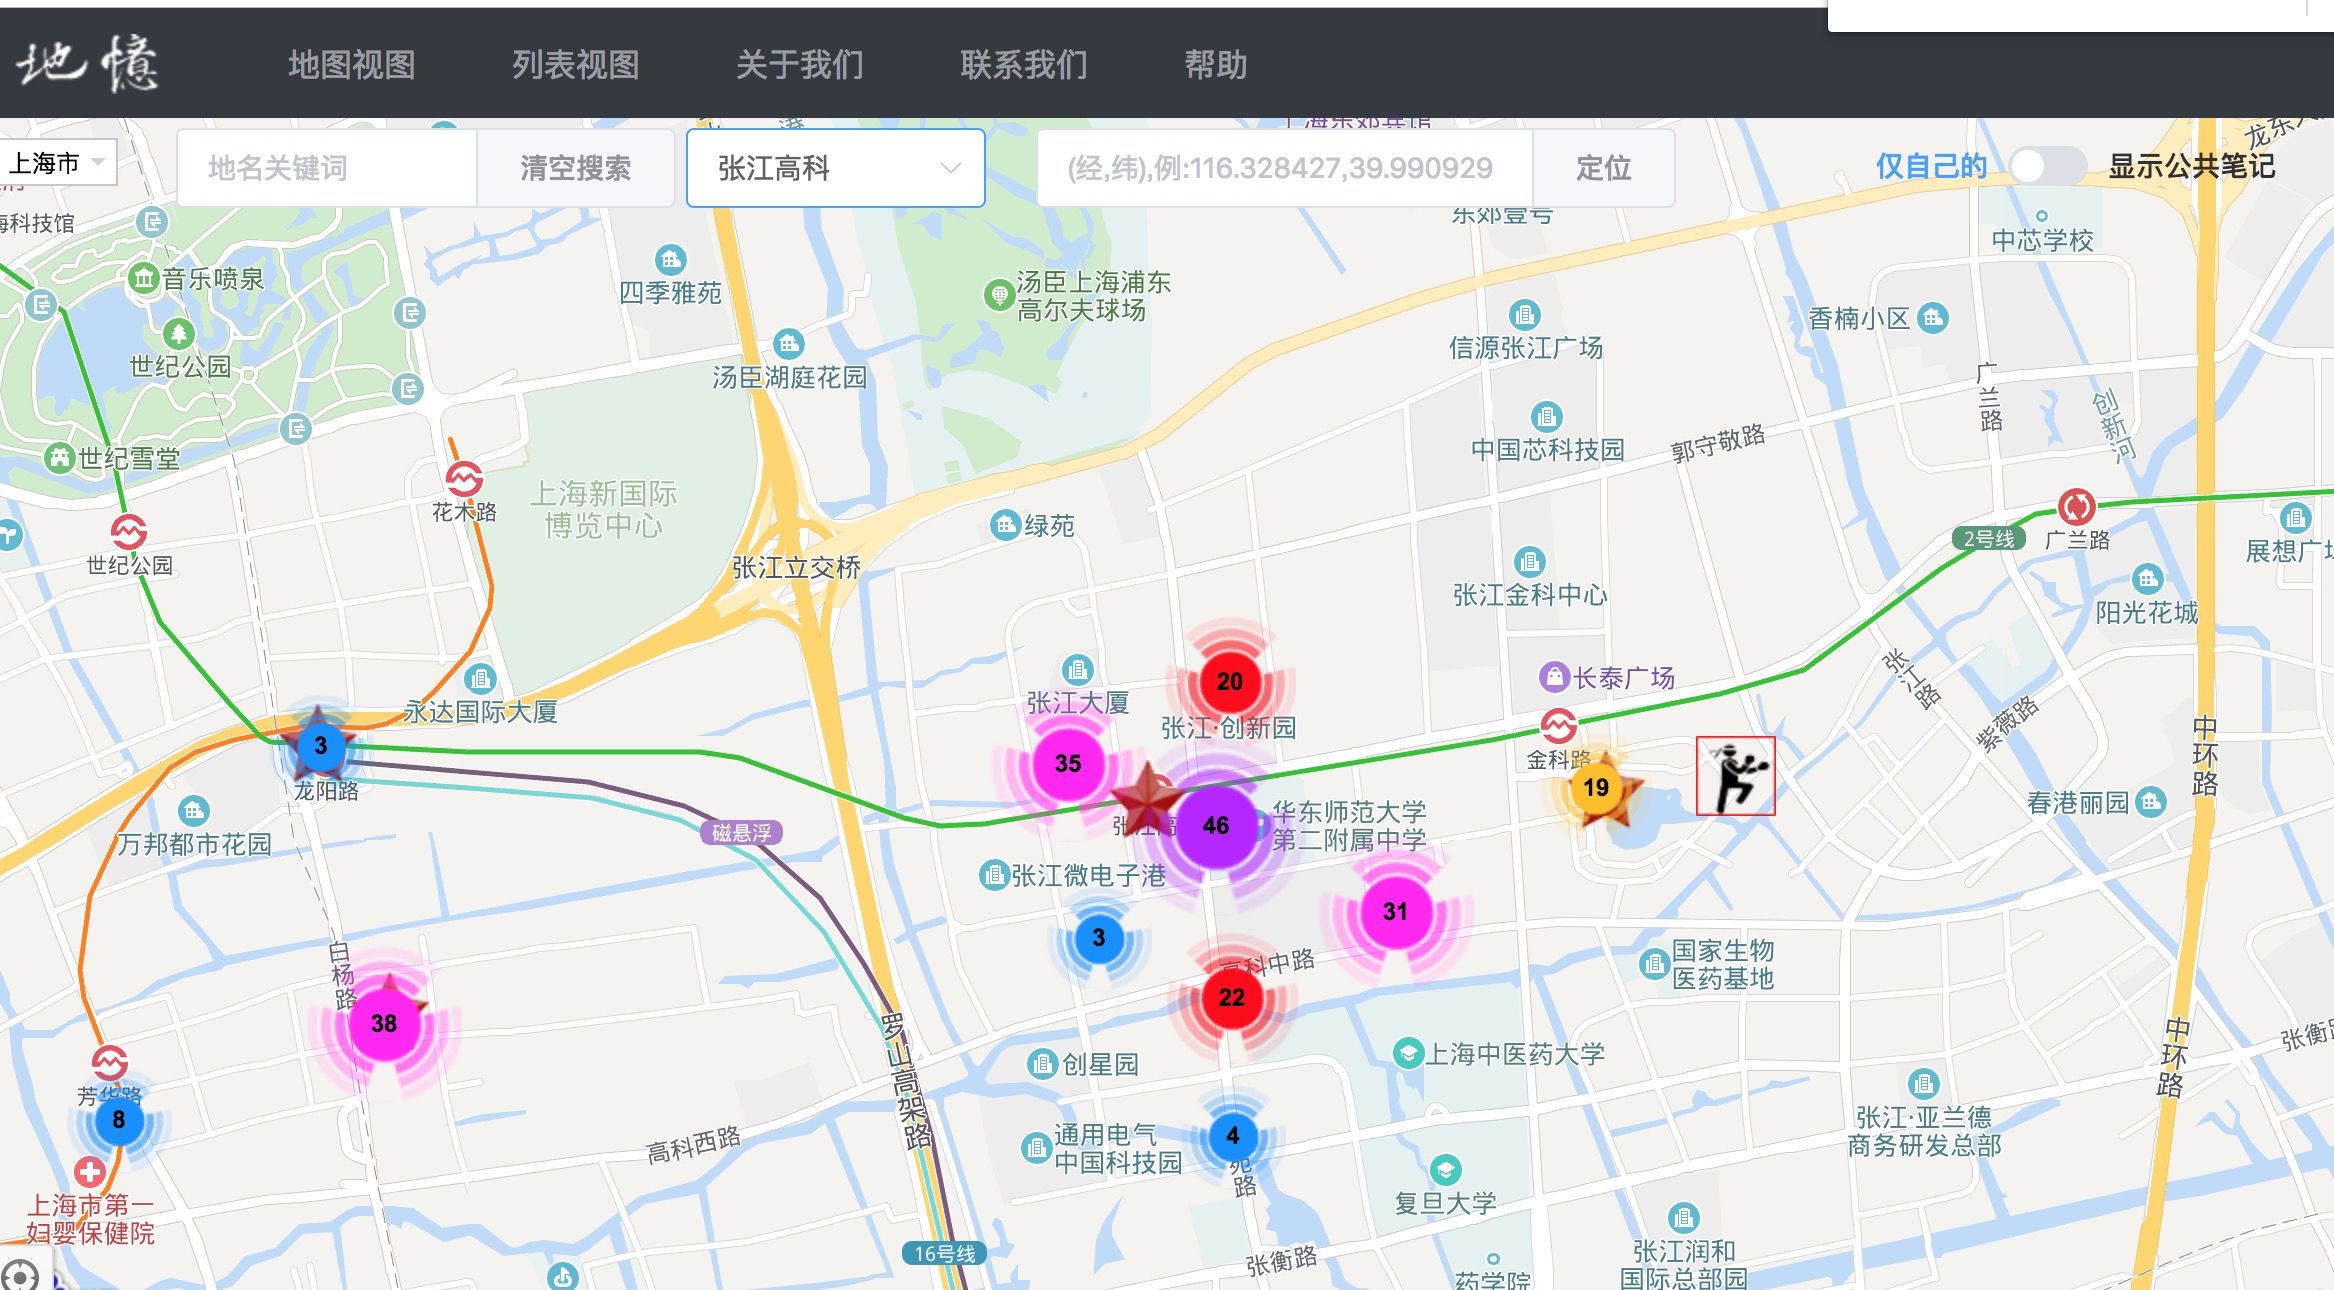 地憶
地图视图
列表视图
关于我们
联系我们
帮助
上海市
地名关键词
清空搜索
张江高科
(经,纬),例:116.328427,39.990929
定位
仅自己的
显示公共笔记
海科技馆
东郊壹号
中芯学校
音乐喷泉
四季雅苑
汤臣上海浦东
高尔夫球场
香楠小区
信源张江广场
世纪公园
汤臣湖庭花园
广兰路
创新河
中国芯科技园
郭守敬路
世纪雪堂
花木路
上海新国际
博览中心
绿苑
2号线
广兰路
世纪公园
张江立交桥
张江金科中心
阳光花城
20
长泰广场
张江路
张江大厦
永达国际大厦
张江·创新园
紫薇路
中环路
3
35
金科路
19
龙阳路
46
华东师范大学
第二附属中学
春港丽园
磁悬浮
万邦都市花园
张江微电子港
31
3
白杨路
高科中路
国家生物
医药基地
22
38
罗山高架路
创星园
上海中医药大学
中环路
芳华路
8
张江·亚兰德
商务研发总部
高科西路
通用电气
中国科技园
4
复旦大学
上海市第一
妇婴保健院
16号线
张衡路
张江润和
国际总部园
药学院